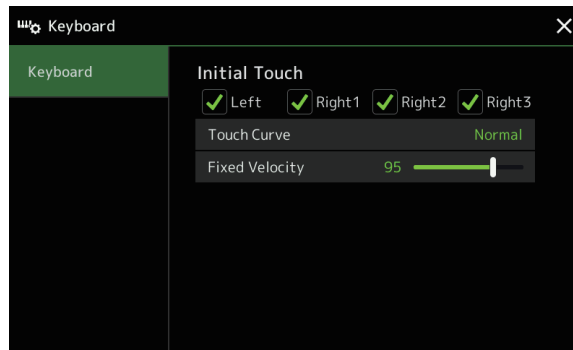 Keyboard
Keyboard
Initial Touch
Left Right1 Right2 Right3
Touch Curve Normal
Fixed Velocity 95